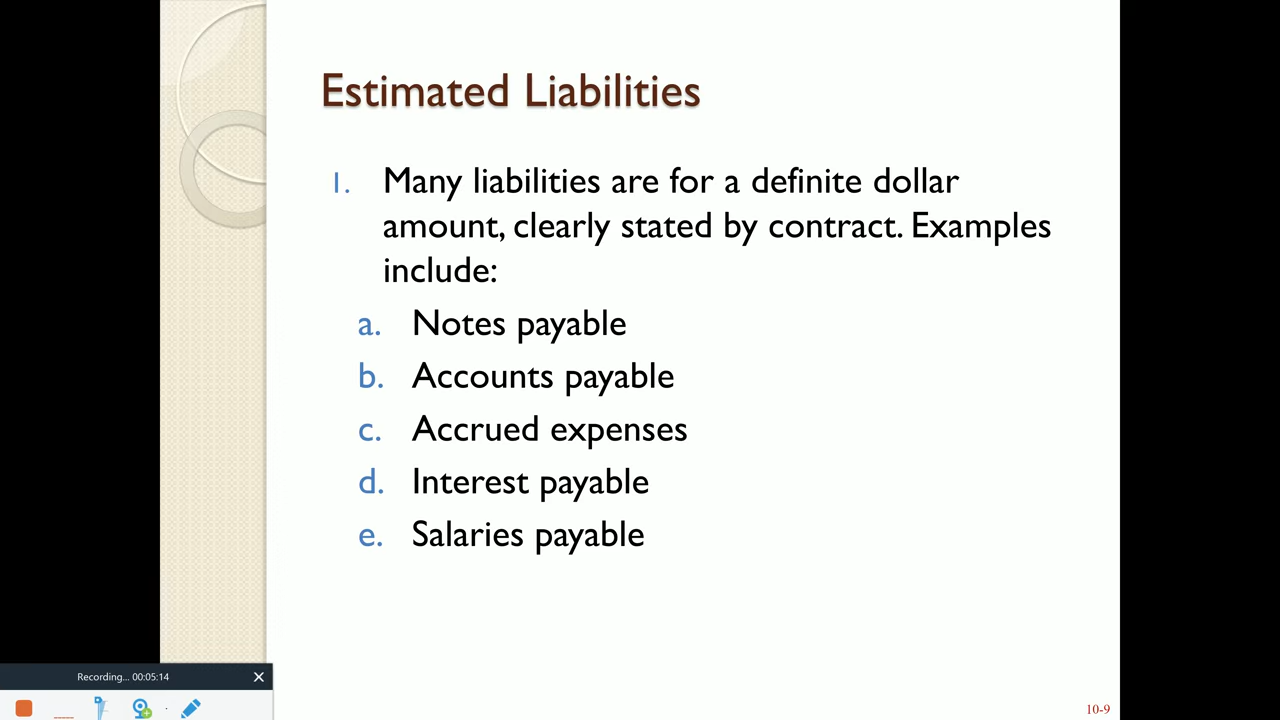 Estimated Liabilities
1. Many liabilities are for a definite dollar
amount, clearly stated by contract. Examples
include:
a. Notes payable
b. Accounts payable
c. Accrued expenses
d. Interest payable
e. Salaries payable
Recording... 00:05:14
10-9